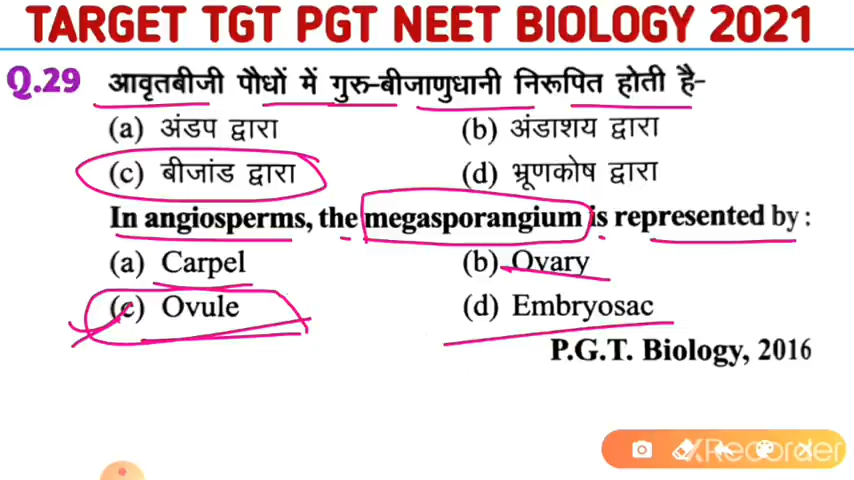 TARGET TGT PGT NEET BIOLOGY 2021
Q.29 आवृतबीजी पौधों में गुरु-बीजाणुधानी निरूपित होती है-
(a) अंडप द्वारा (b) अंडाशय द्वारा
(c) बीजांड द्वारा (d) भ्रूणकोष द्वारा
In angiosperms, the megasporangium is represented by :
(a) Carpel (b) Ovary
(c) Ovule (d) Embryosac
P.G.T. Biology, 2016
XRecorder